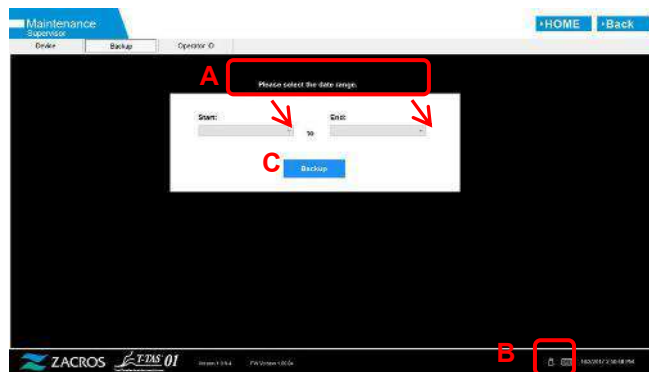 Maintenance
Supervisor
HOME
Back
Device
Backup
Operator ID
A
Please select the date range.
Start:
End:
to
C
Backup
B
ZACROS
T-TAS 01